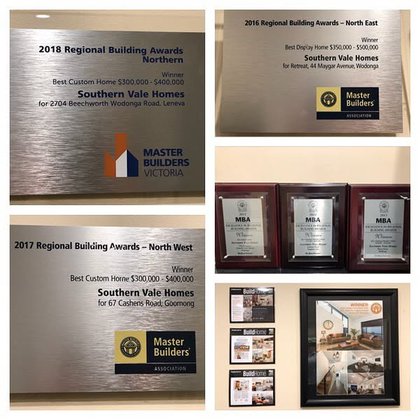 2018 Regional Building Awards
Northern
Winner
Best Custom Home $300,000 - $400,000
Southern Vale Homes
for 2704 Beechworth Wodonga Road, Leneva
MASTER
BUILDERS
VICTORIA
2016 Regional Building Awards – North East
Winner
Best Display Home $350,000 - $500,000
Southern Vale Homes
for Retreat, 44 Maygar Avenue, Wodonga
Master
Builders
ASSOCIATION
2017 Regional Building Awards – North West
Winner
Best Custom Home $300,000 - $400,000
Southern Vale Homes
for 67 Cashens Road, Goornong
Master
Builders
ASSOCIATION
MBA
MBA
MBA
BuildHome
BuildHome
BuildHome
WINNER